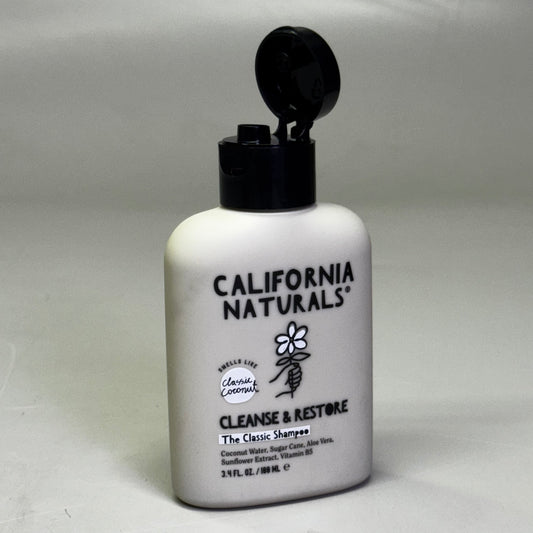 CALIFORNIA
NATURALS®
SMELLS LIKE
Classic
Coconut
CLEANSE & RESTORE
The Classic Shampoo
Coconut Water, Sugar Cane, Aloe Vera,
Sunflower Extract, Vitamin B5
3.4 FL. OZ. / 100 ML ℮